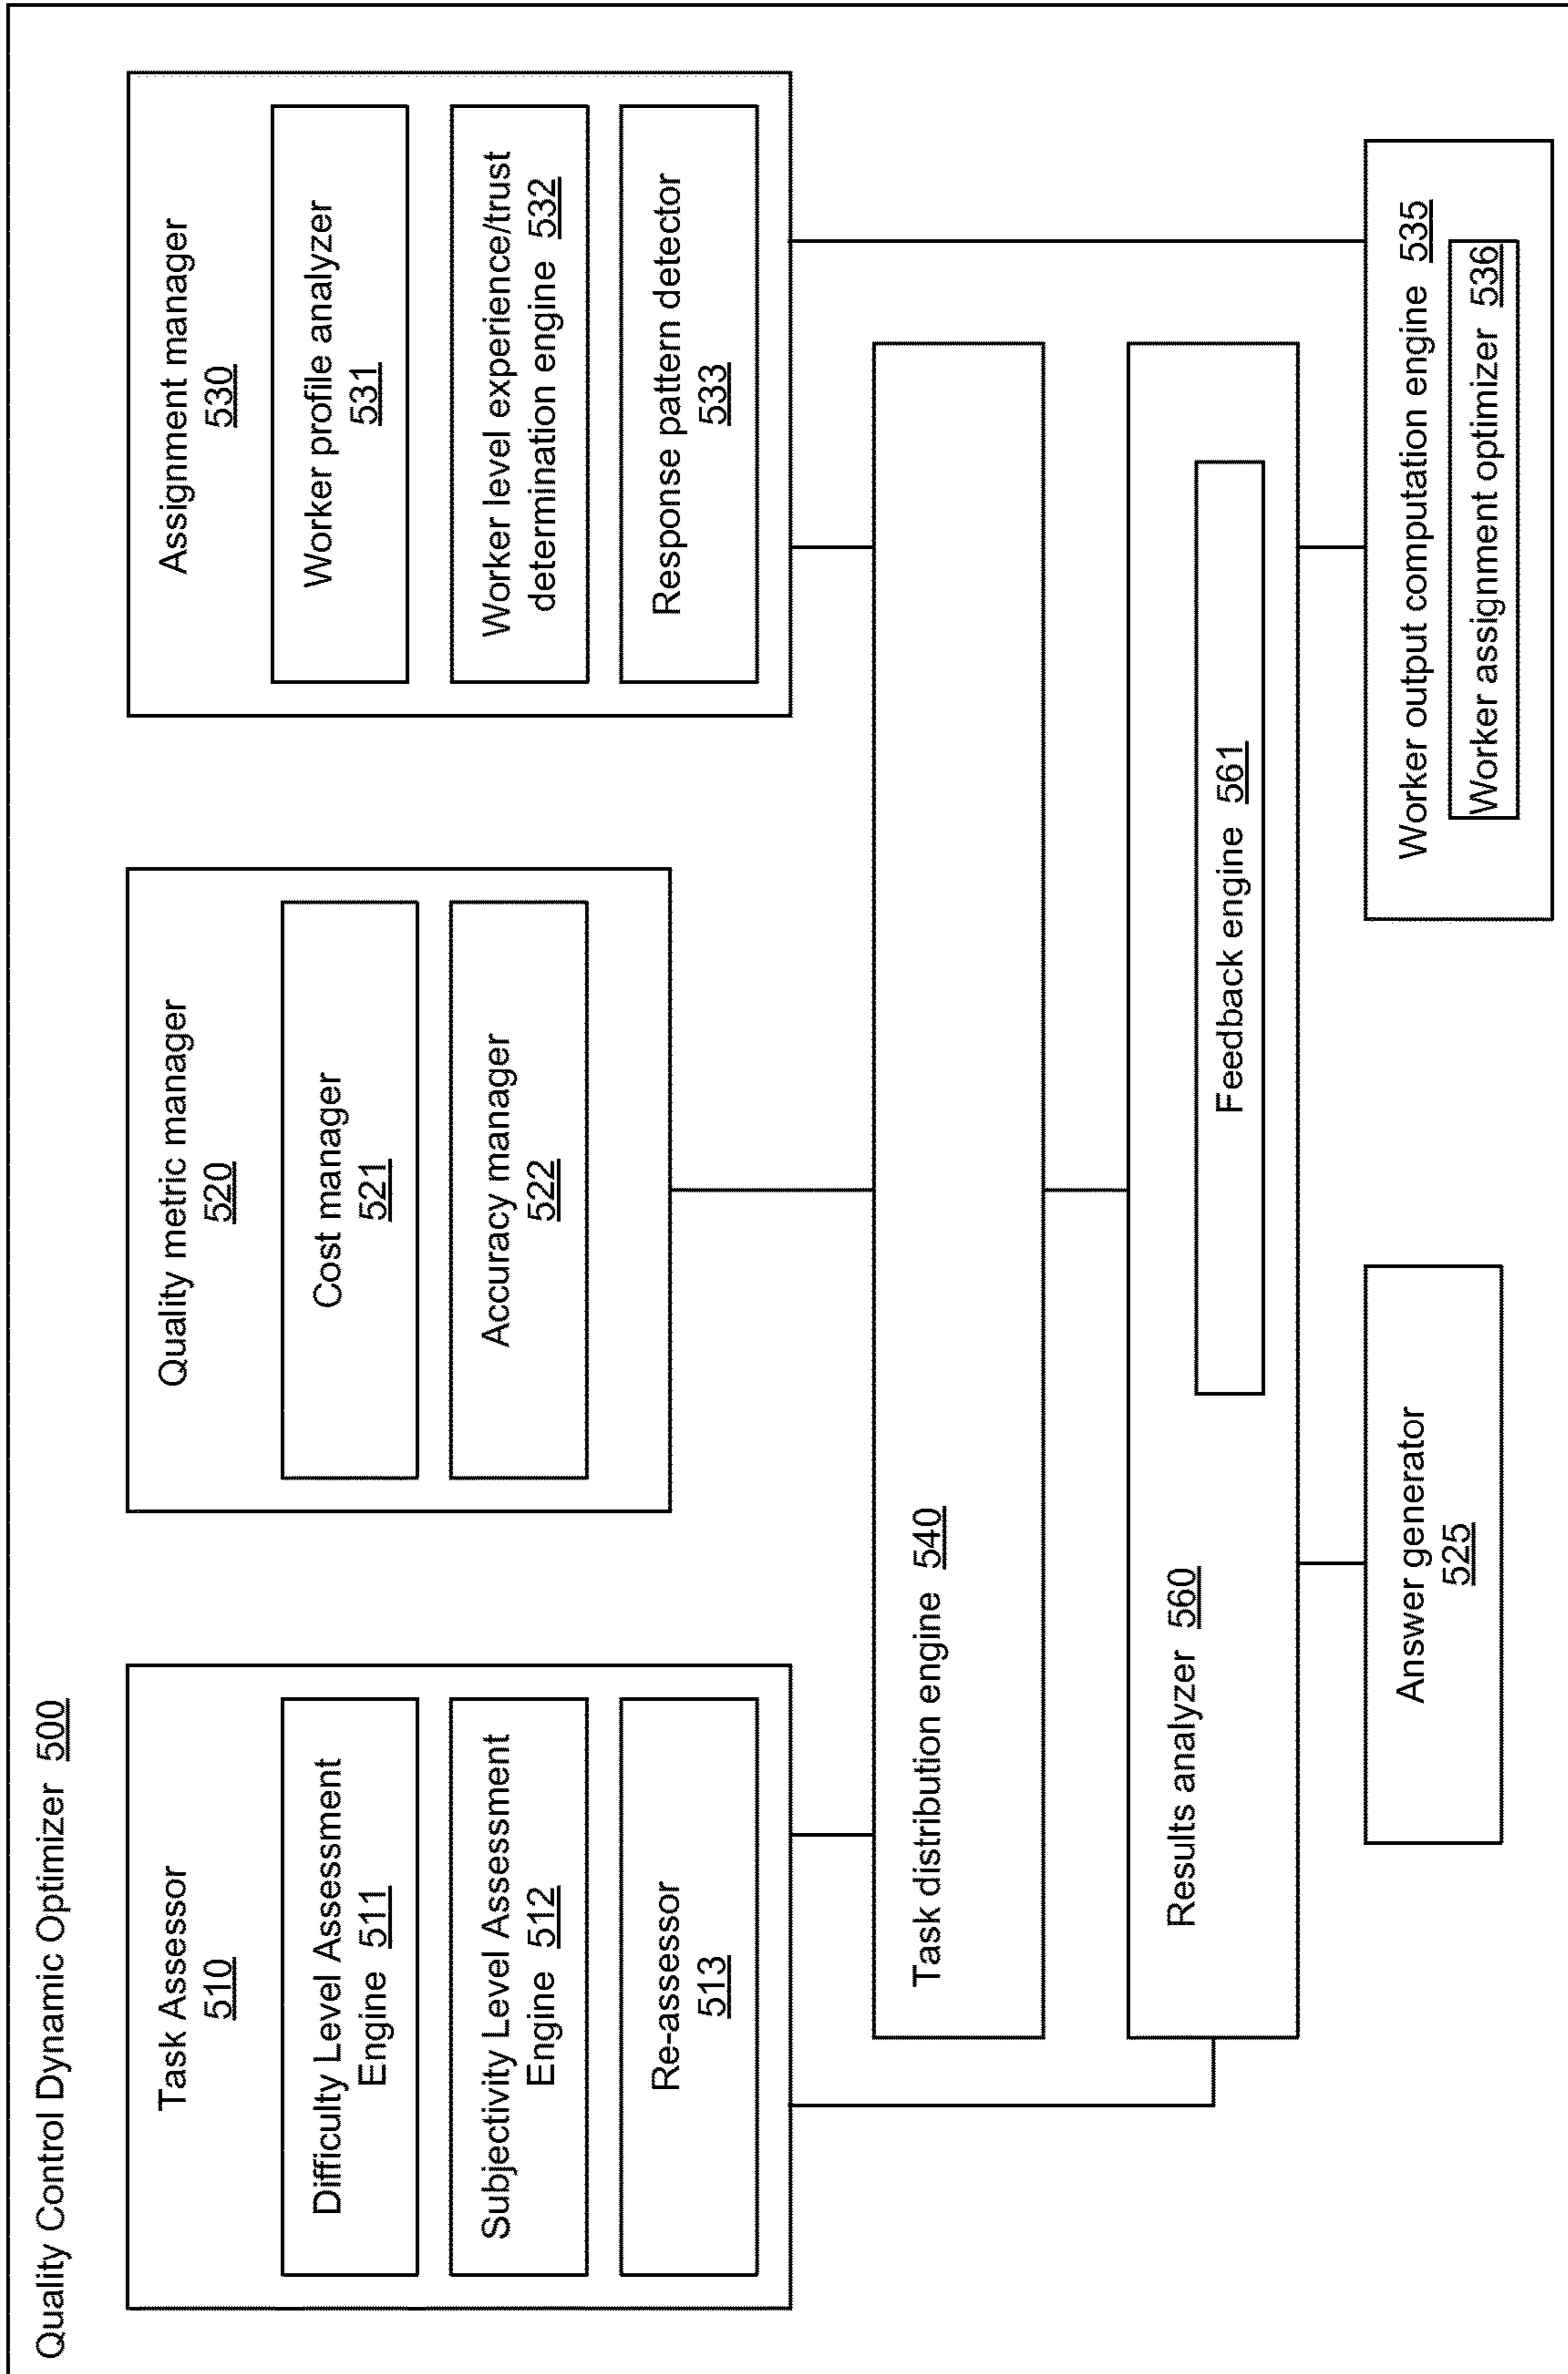 Quality Control Dynamic Optimizer 500
Task Assessor
510
Difficulty Level Assessment
Engine 511
Subjectivity Level Assessment
Engine 512
Re-assessor
513
Quality metric manager
520
Cost manager
521
Accuracy manager
522
Assignment manager
530
Worker profile analyzer
531
Worker level experience/trust
determination engine 532
Response pattern detector
533
Task distribution engine 540
Results analyzer 560
Feedback engine 561
Answer generator
525
Worker output computation engine 535
Worker assignment optimizer 536